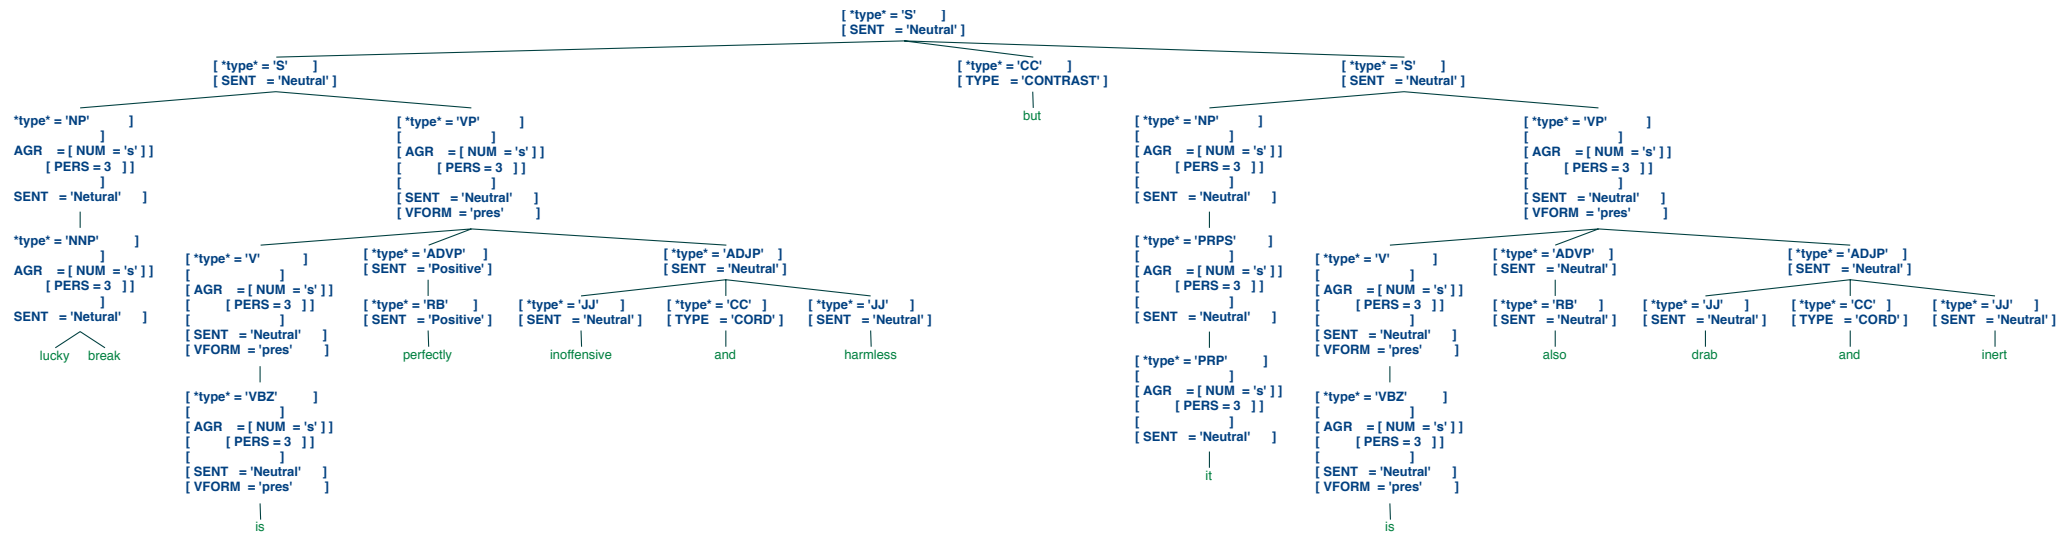 [ *type* = 'S' ]
[ SENT = 'Neutral' ]
[ *type* = 'S' ]
[ SENT = 'Neutral' ]
[ *type* = 'CC' ]
[ TYPE = 'CONTRAST' ]
but
[ *type* = 'S' ]
[ SENT = 'Neutral' ]
*type* = 'NP' ]
]
AGR = [ NUM = 's' ] ]
[ PERS = 3 ] ]
]
SENT = 'Netural' ]
*type* = 'NNP' ]
]
AGR = [ NUM = 's' ] ]
[ PERS = 3 ] ]
]
SENT = 'Netural' ]
lucky break
[ *type* = 'VP' ]
[ ]
[ AGR = [ NUM = 's' ] ]
[ [ PERS = 3 ] ]
[ ]
[ SENT = 'Neutral' ]
[ VFORM = 'pres' ]
[ *type* = 'V' ]
[ ]
[ AGR = [ NUM = 's' ] ]
[ [ PERS = 3 ] ]
[ ]
[ SENT = 'Neutral' ]
[ VFORM = 'pres' ]
[ *type* = 'VBZ' ]
[ ]
[ AGR = [ NUM = 's' ] ]
[ [ PERS = 3 ] ]
[ ]
[ SENT = 'Neutral' ]
[ VFORM = 'pres' ]
is
[ *type* = 'ADVP' ]
[ SENT = 'Positive' ]
[ *type* = 'RB' ]
[ SENT = 'Positive' ]
perfectly
[ *type* = 'ADJP' ]
[ SENT = 'Neutral' ]
[ *type* = 'JJ' ]
[ SENT = 'Neutral' ]
inoffensive
[ *type* = 'CC' ]
[ TYPE = 'CORD' ]
and
[ *type* = 'JJ' ]
[ SENT = 'Neutral' ]
harmless
[ *type* = 'NP' ]
[ ]
[ AGR = [ NUM = 's' ] ]
[ [ PERS = 3 ] ]
[ ]
[ SENT = 'Neutral' ]
[ *type* = 'PRPS' ]
[ ]
[ AGR = [ NUM = 's' ] ]
[ [ PERS = 3 ] ]
[ ]
[ SENT = 'Neutral' ]
[ *type* = 'PRP' ]
[ ]
[ AGR = [ NUM = 's' ] ]
[ [ PERS = 3 ] ]
[ ]
[ SENT = 'Neutral' ]
it
[ *type* = 'VP' ]
[ ]
[ AGR = [ NUM = 's' ] ]
[ [ PERS = 3 ] ]
[ ]
[ SENT = 'Neutral' ]
[ VFORM = 'pres' ]
[ *type* = 'V' ]
[ ]
[ AGR = [ NUM = 's' ] ]
[ [ PERS = 3 ] ]
[ ]
[ SENT = 'Neutral' ]
[ VFORM = 'pres' ]
[ *type* = 'VBZ' ]
[ ]
[ AGR = [ NUM = 's' ] ]
[ [ PERS = 3 ] ]
[ ]
[ SENT = 'Neutral' ]
[ VFORM = 'pres' ]
is
[ *type* = 'ADVP' ]
[ SENT = 'Neutral' ]
[ *type* = 'RB' ]
[ SENT = 'Neutral' ]
also
[ *type* = 'ADJP' ]
[ SENT = 'Neutral' ]
[ *type* = 'JJ' ]
[ SENT = 'Neutral' ]
drab
[ *type* = 'CC' ]
[ TYPE = 'CORD' ]
and
[ *type* = 'JJ' ]
[ SENT = 'Neutral' ]
inert